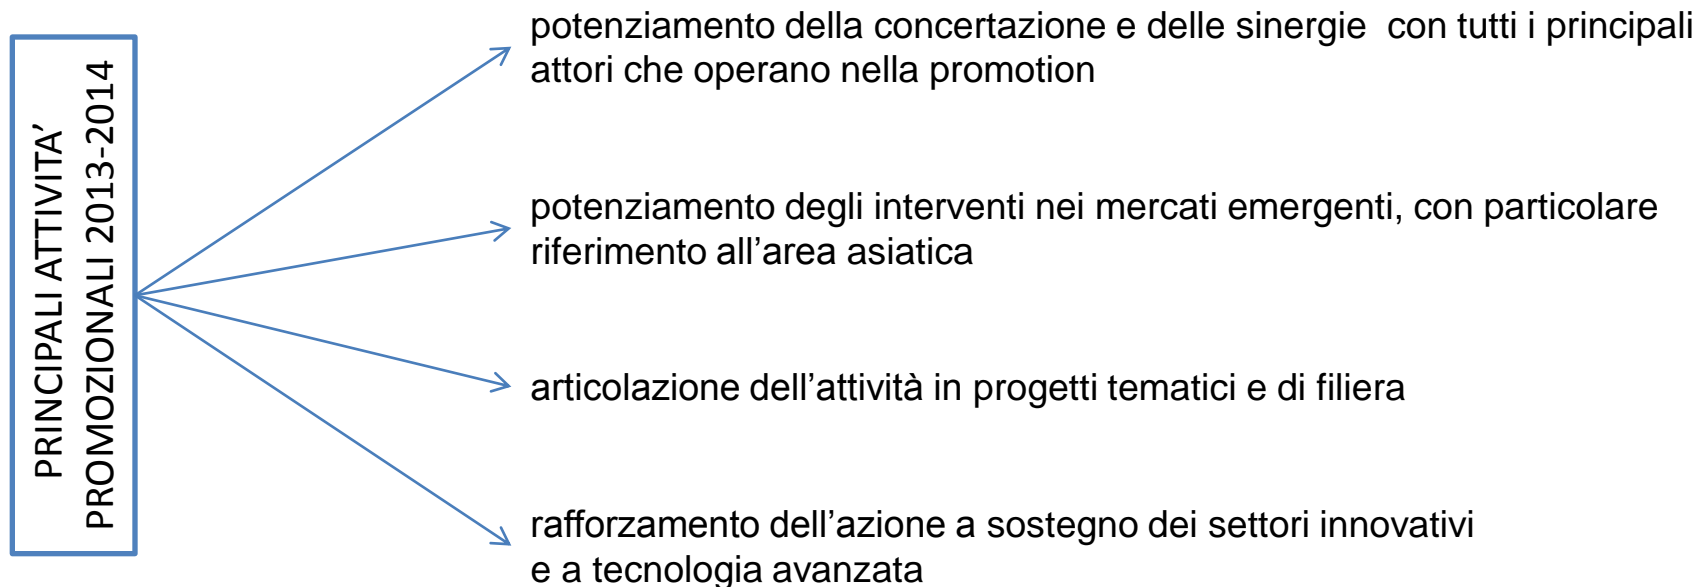 PRINCIPALI ATTIVITA’
PROMOZIONALI 2013-2014
potenziamento della concertazione e delle sinergie  con tutti i principali
attori che operano nella promotion
potenziamento degli interventi nei mercati emergenti, con particolare
riferimento all’area asiatica
articolazione dell’attività in progetti tematici e di filiera
rafforzamento dell’azione a sostegno dei settori innovativi
e a tecnologia avanzata